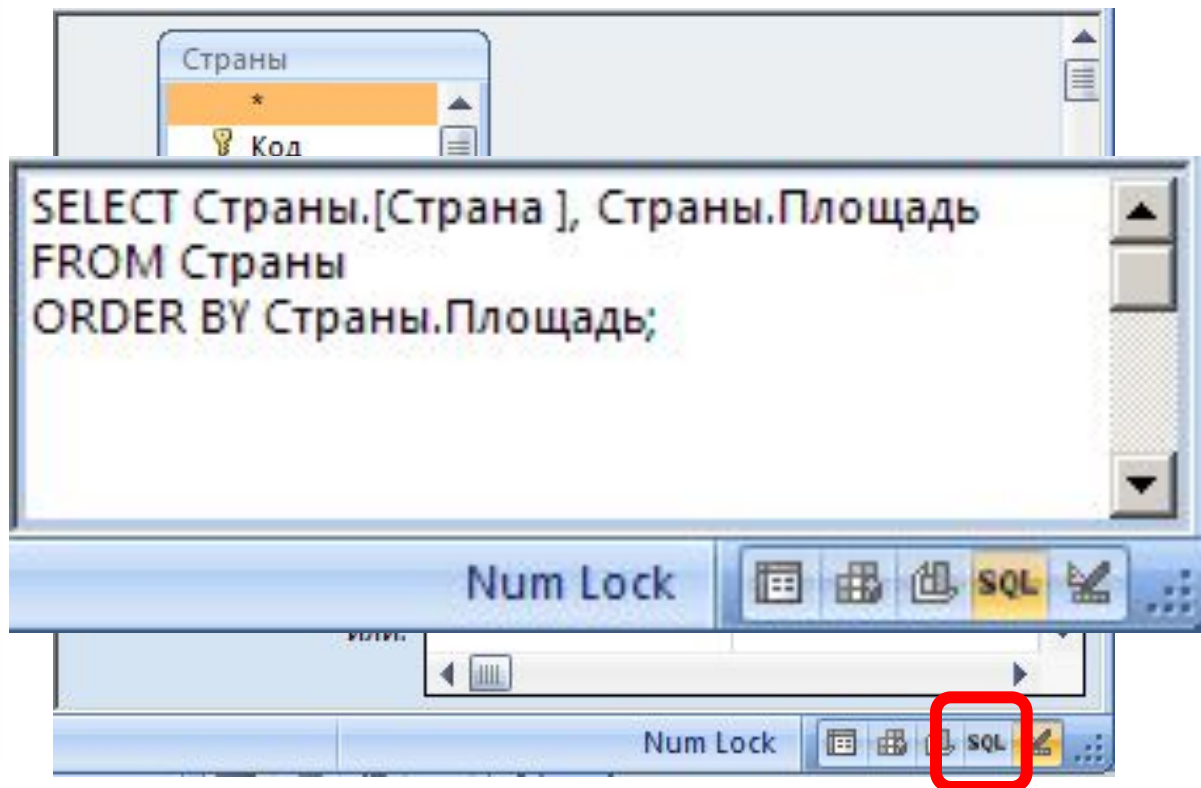 Страны
*
Код
SELECT Страны.[Страна ], Страны.Площадь
FROM Страны
ORDER BY Страны.Площадь;
Num Lock
SQL
или:
Num Lock
SQL